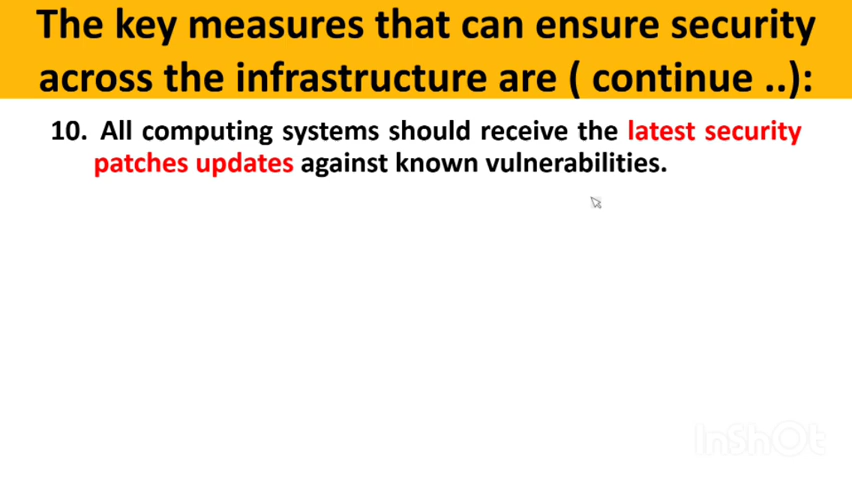 The key measures that can ensure security
across the infrastructure are ( continue ..):
10. All computing systems should receive the latest security
patches updates against known vulnerabilities.
InShOt